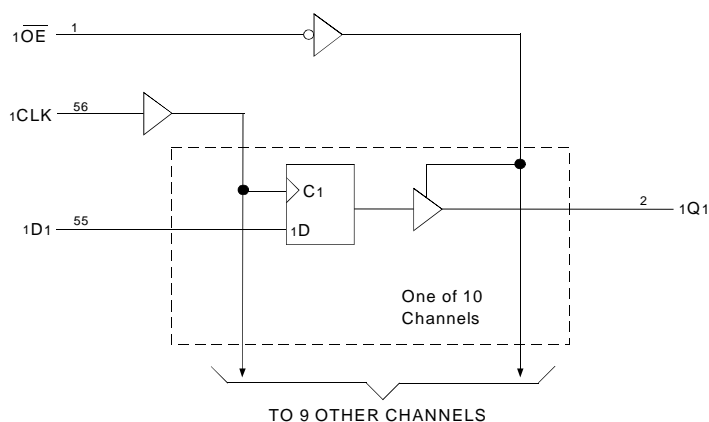 1OE 1
1CLK 56
C1
1D1 55
1D
2 1Q1
One of 10
Channels
TO 9 OTHER CHANNELS